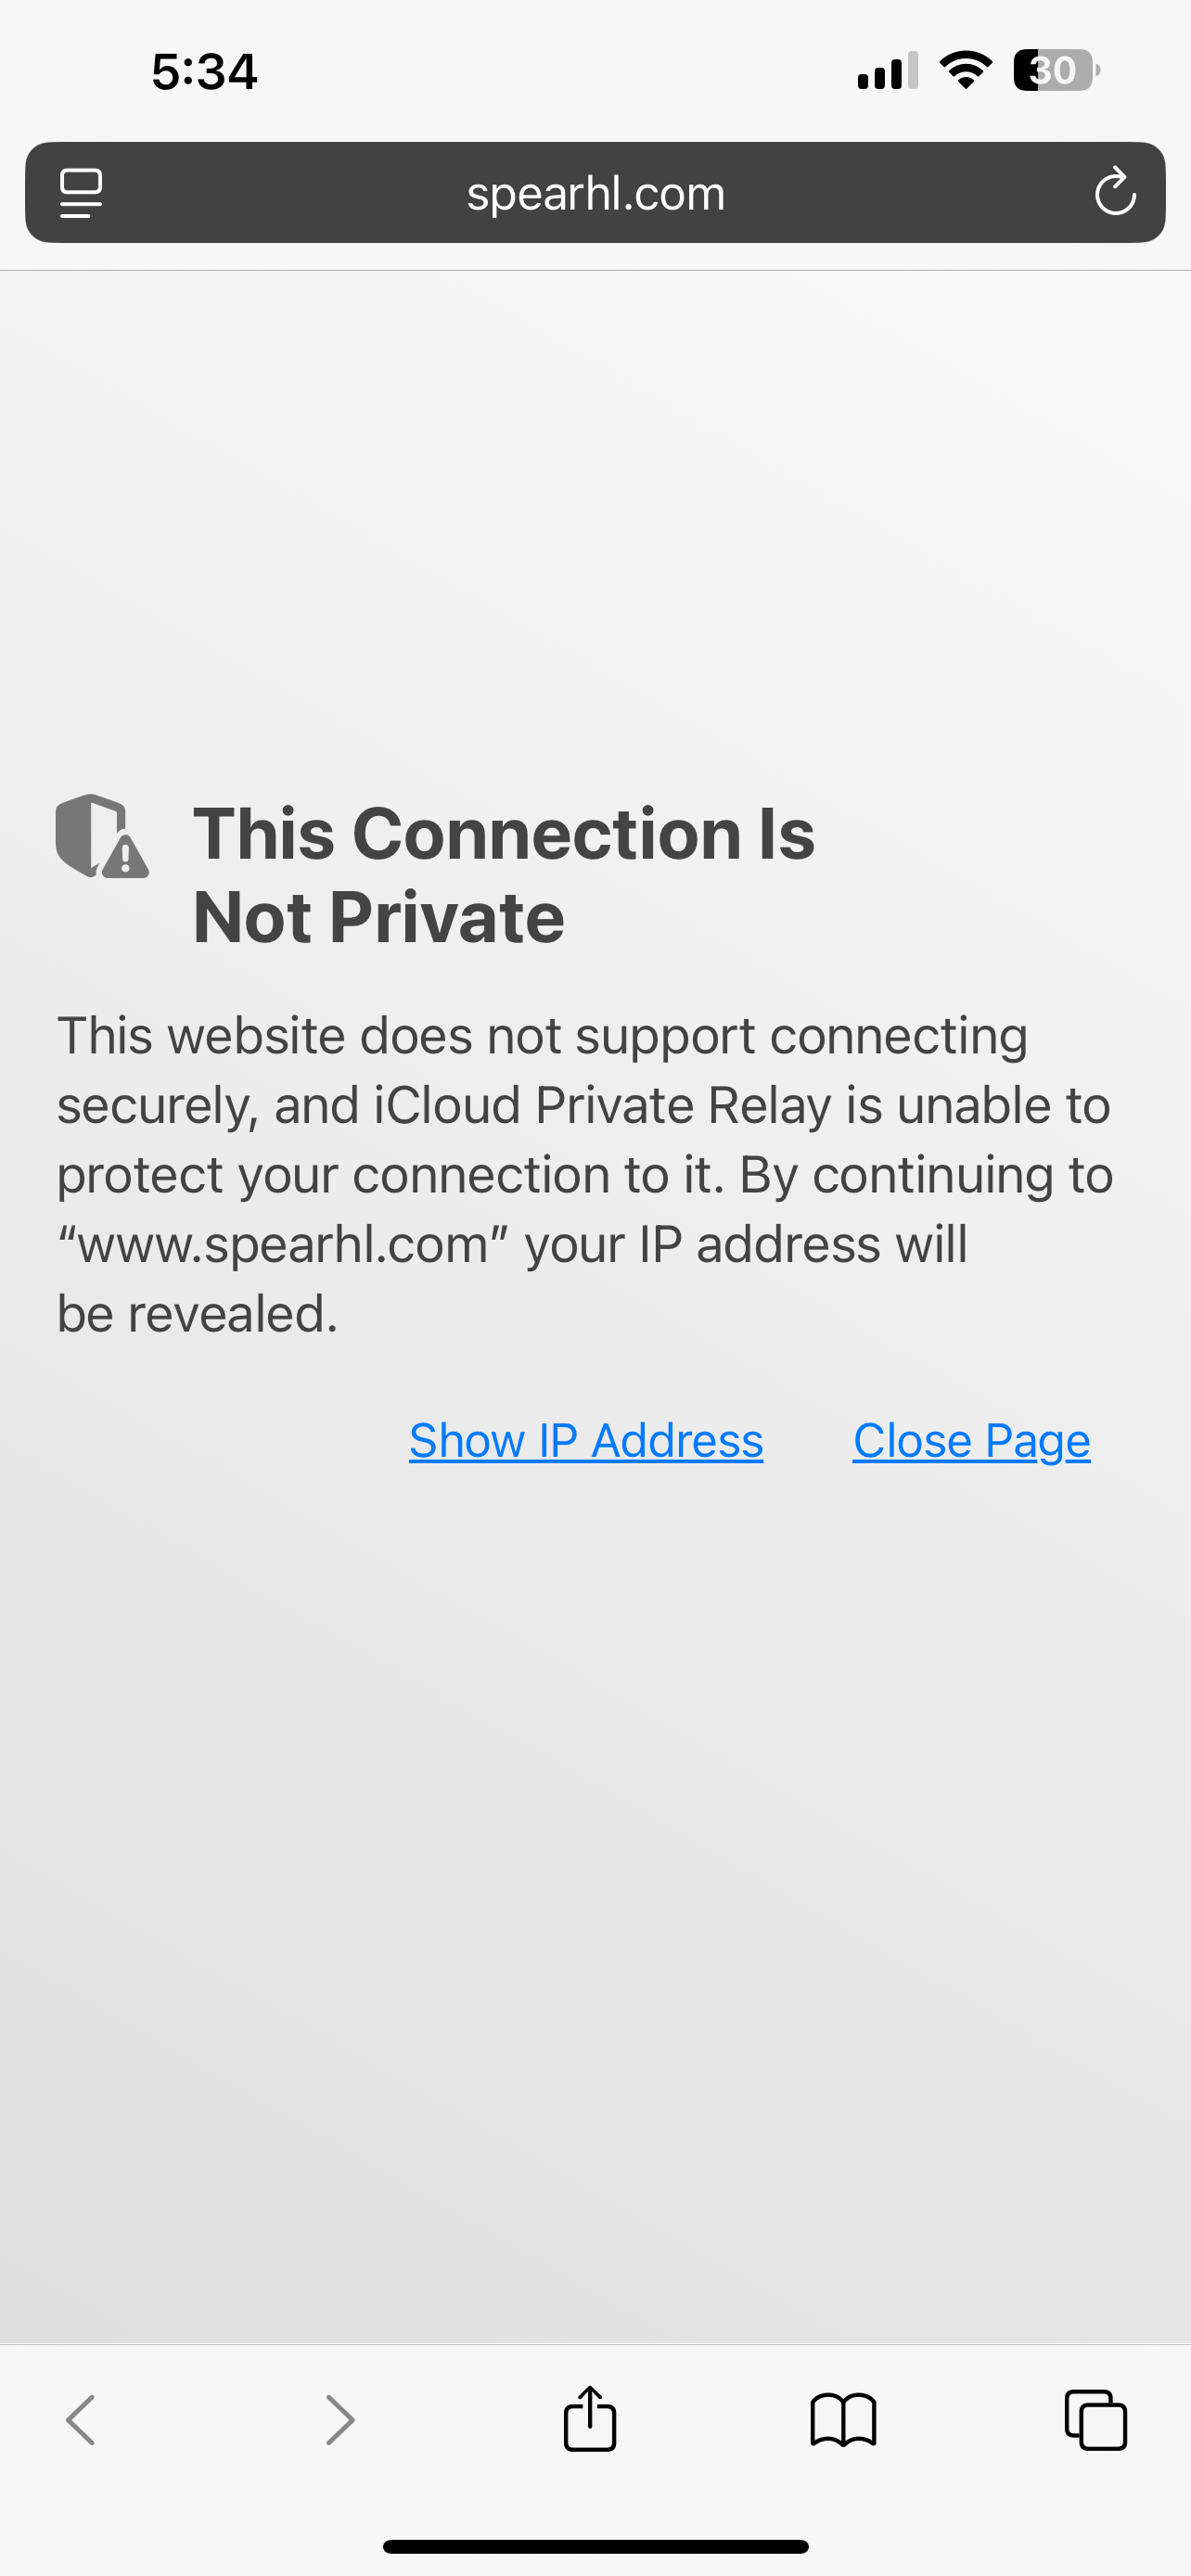 5:34
30
spearhl.com
This Connection Is
Not Private
This website does not support connecting
securely, and iCloud Private Relay is unable to
protect your connection to it. By continuing to
“www.spearhl.com” your IP address will
be revealed.
Show IP Address Close Page